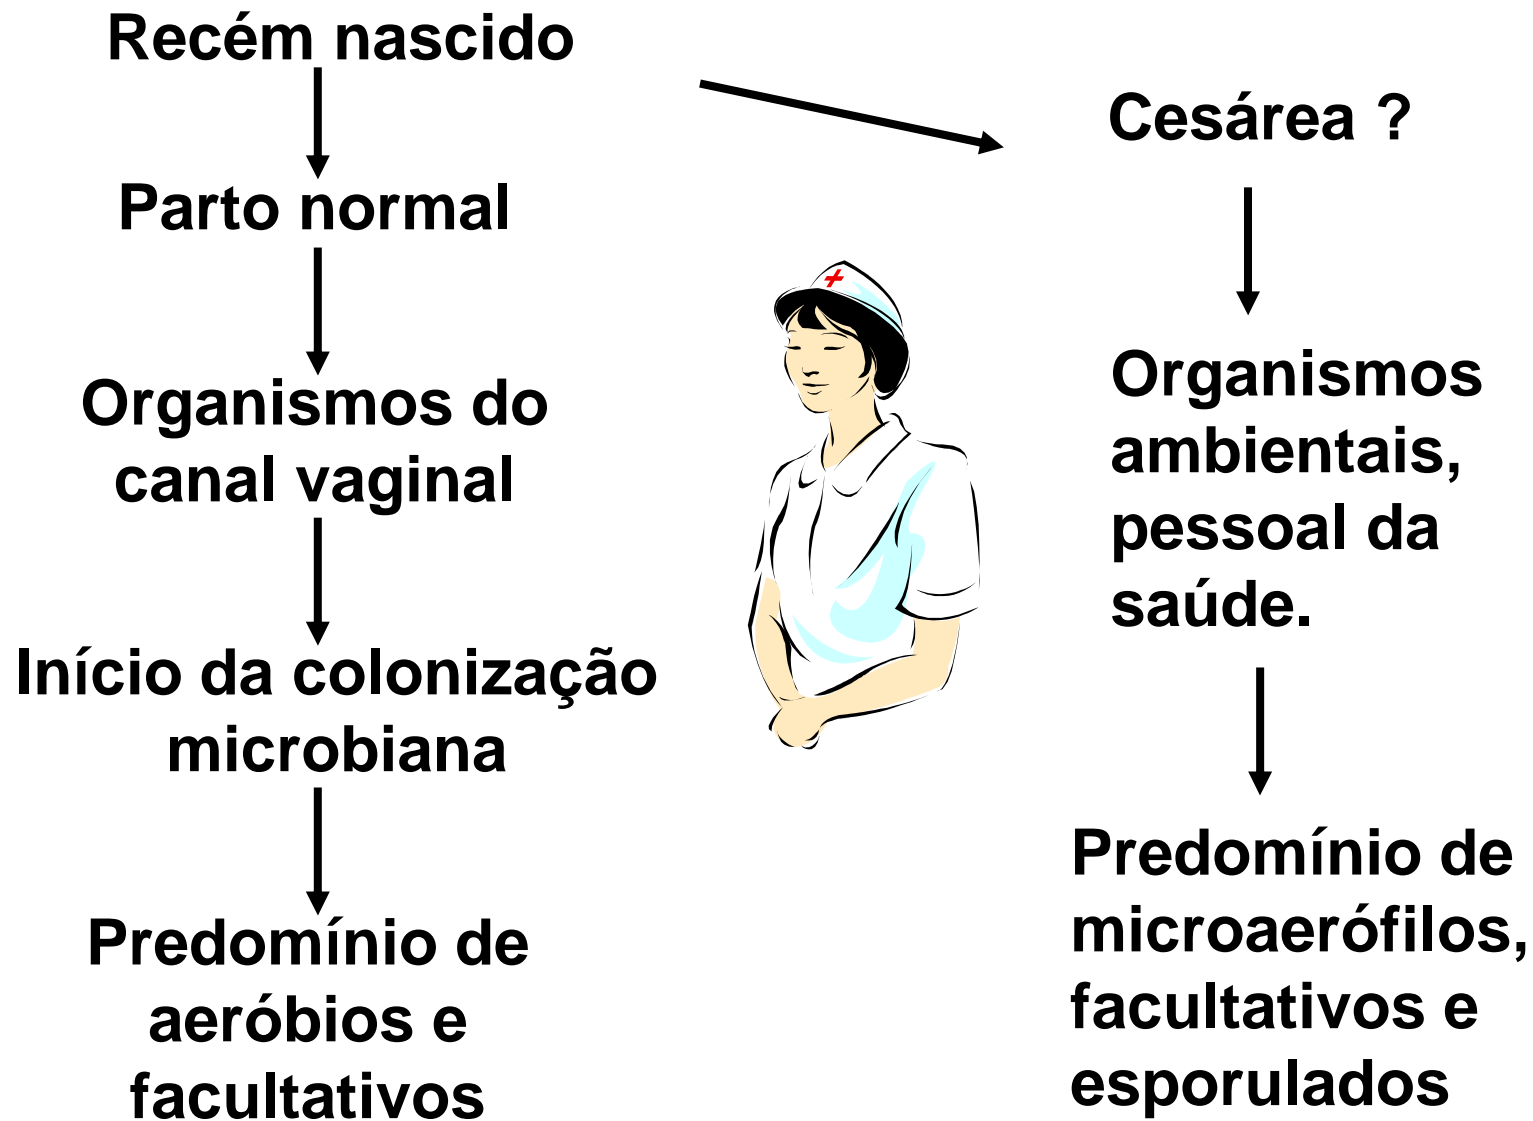 Recém nascido
Parto normal
Organismos do
canal vaginal
Início da colonização
microbiana
Predomínio de
aeróbios e
facultativos
Cesárea ?
Organismos
ambientais,
pessoal da
saúde.
Predomínio de
microaerófilos,
facultativos e
esporulados